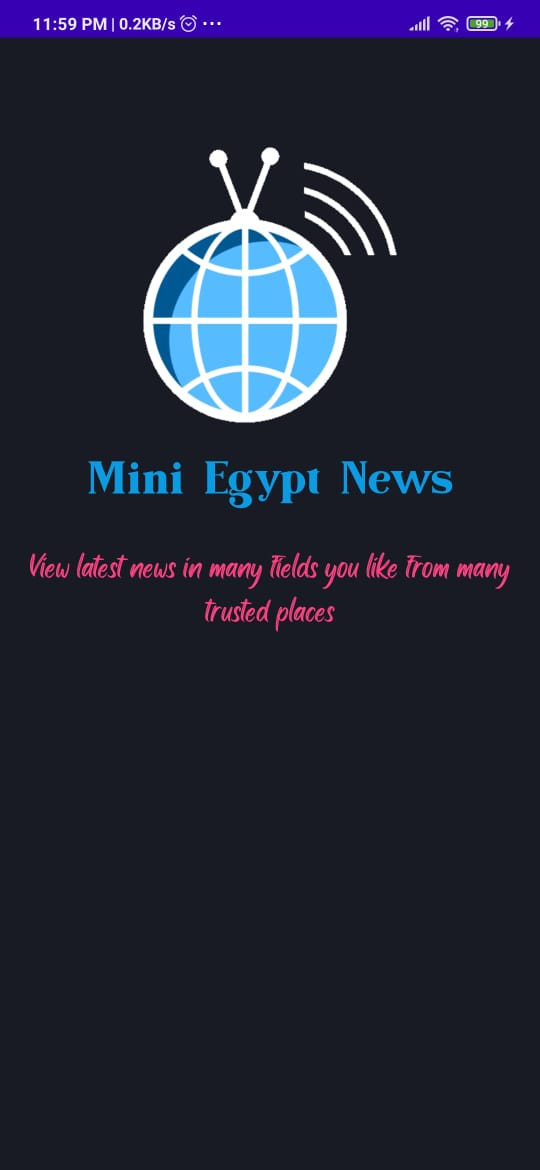 11:59 PM | 0.2KB/s ...
99
Mini Egypt News
View latest news in many fields you like from many
trusted places